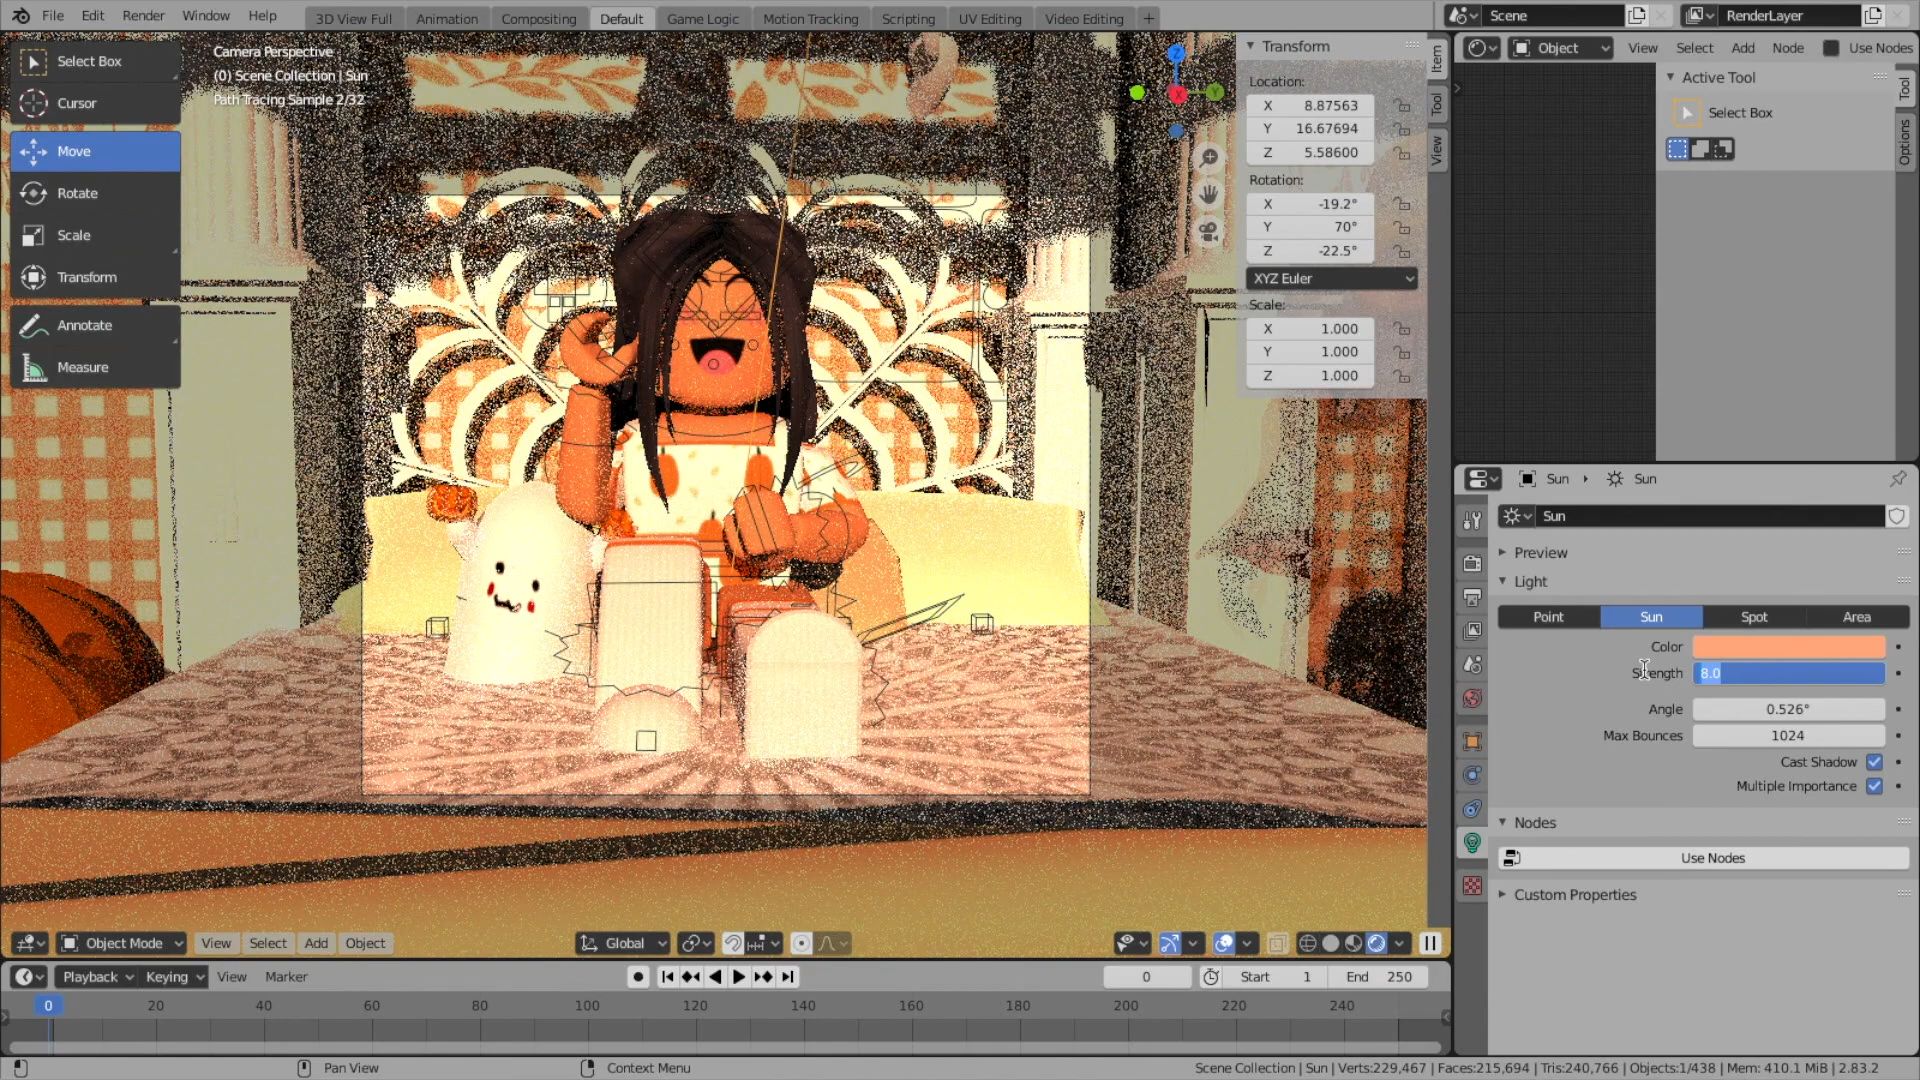 File Edit Render Window Help 3D View Full Animation Compositing Default Game Logic Motion Tracking Scripting UV Editing Video Editing + Scene RenderLayer
Object View Select Add Node Use Nodes
Select Box
Cursor
Move
Rotate
Scale
Transform
Annotate
Measure
Camera Perspective
(0) Scene Collection | Sun
Path Tracing Sample 2/32
Z
X
Y
Transform
Location:
X 8.87563
Y 16.67694
Z 5.58600
Rotation:
X -19.2°
Y 70°
Z -22.5°
XYZ Euler
Scale:
X 1.000
Y 1.000
Z 1.000
Item
Tool
View
Active Tool
Select Box
Tool
Options
Sun Sun
Sun
Preview
Light
Point Sun Spot Area
Color
Strength 8.0
Angle 0.526°
Max Bounces 1024
Cast Shadow
Multiple Importance
Nodes
Use Nodes
Custom Properties
Object Mode View Select Add Object Global
Playback Keying View Marker 0 Start 1 End 250
0 20 40 60 80 100 120 140 160 180 200 220 240
Pan View Context Menu Scene Collection | Sun | Verts:229,467 | Faces:215,694 | Tris:240,766 | Objects:1/438 | Mem: 410.1 MiB | 2.83.2